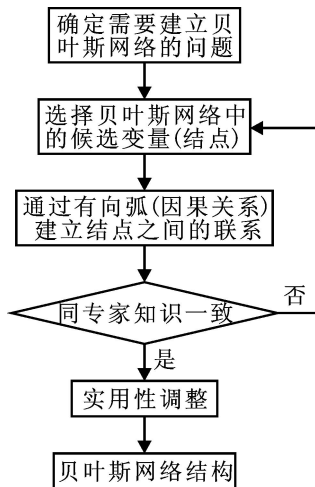 确定需要建立贝
叶斯网络的问题
选择贝叶斯网络中
的候选变量(结点)
通过有向弧(因果关系)
建立结点之间的联系
同专家知识一致
否
是
实用性调整
贝叶斯网络结构